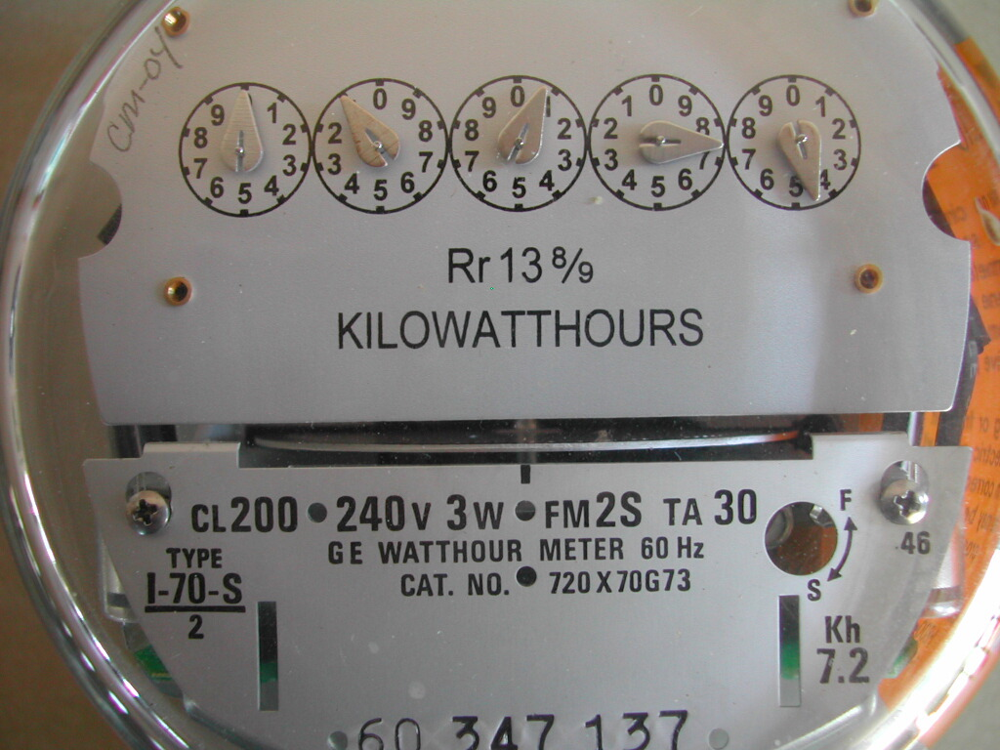 CM-04
9 1 8 2 7 3 6 5 4
0 9 2 8 3 7 4 5 6
9 0 1 8 2 7 3 6 5 4
1 0 9 2 8 3 7 4 5 6
9 0 1 8 2 7 3 6 5 4
Rr 13 8/9
KILOWATTHOURS
CL 200 • 240V 3W • FM 2S TA 30
GE WATTHOUR METER 60 Hz
CAT. NO. • 720X70G73
TYPE
I-70-S
2
F
S
46
Kh
7.2
60 347 137